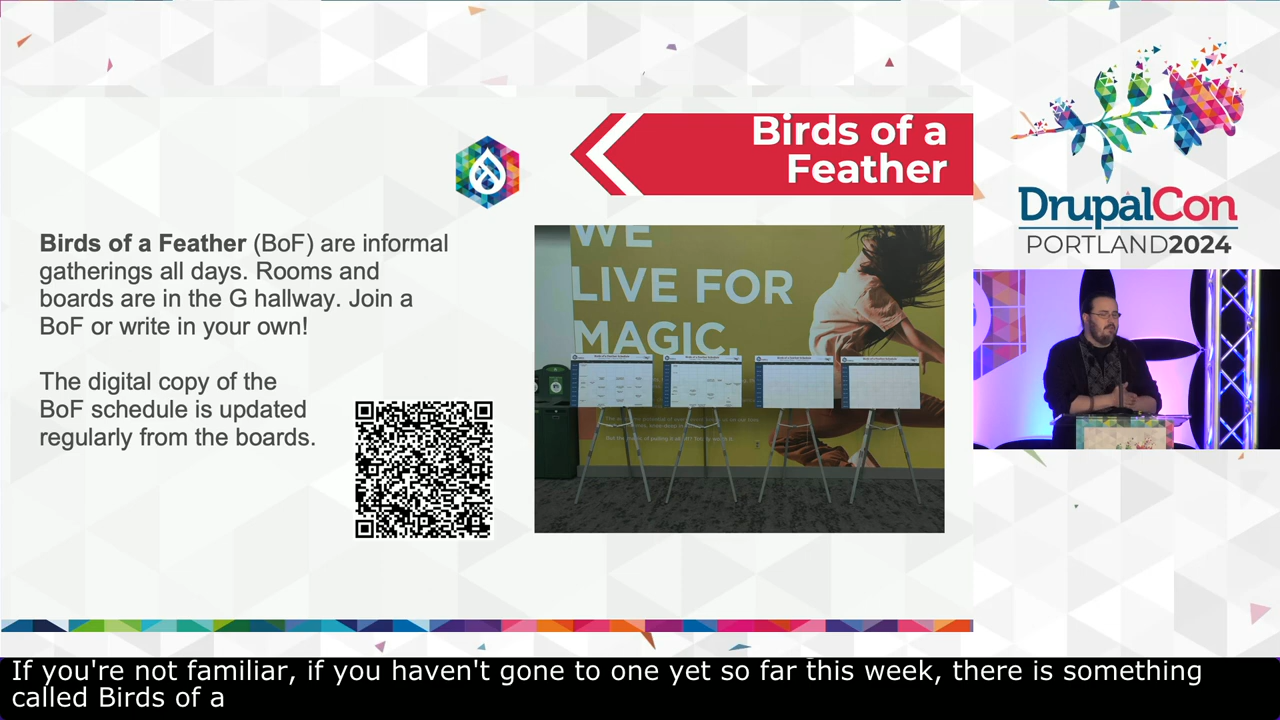 Birds of a
Feather
Birds of a Feather (BoF) are informal
gatherings all days. Rooms and
boards are in the G hallway. Join a
BoF or write in your own!
The digital copy of the
BoF schedule is updated
regularly from the boards.
WE
LIVE FOR
MAGIC.
DrupalCon
PORTLAND2024
If you're not familiar, if you haven't gone to one yet so far this week, there is something
called Birds of a